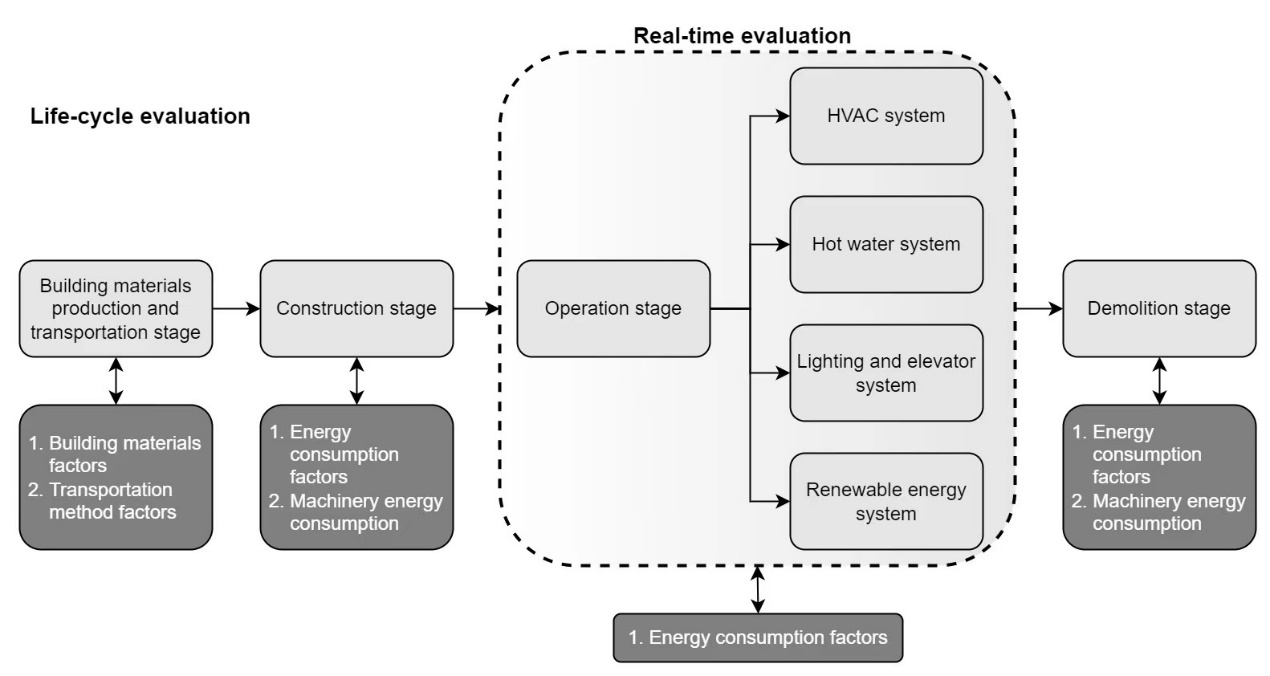 Real-time evaluation
Life-cycle evaluation
HVAC system
Hot water system
Building materials
production and
transportation stage
Construction stage
Operation stage
Lighting and elevator
system
Renewable energy
system
Demolition stage
1. Building materials
factors
2. Transportation
method factors
1. Energy
consumption
factors
2. Machinery energy
consumption
1. Energy consumption factors
1. Energy
consumption
factors
2. Machinery energy
consumption